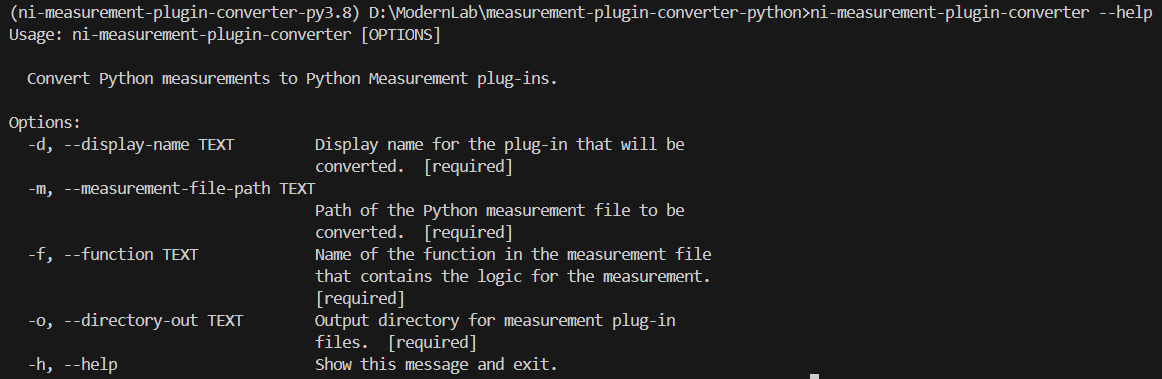 (ni-measurement-plugin-converter-py3.8) D:\ModernLab\measurement-plugin-converter-python>ni-measurement-plugin-converter --help
Usage: ni-measurement-plugin-converter [OPTIONS]
Convert Python measurements to Python Measurement plug-ins.
Options:
-d, --display-name TEXT Display name for the plug-in that will be
converted. [required]
-m, --measurement-file-path TEXT
Path of the Python measurement file to be
converted. [required]
-f, --function TEXT Name of the function in the measurement file
that contains the logic for the measurement.
[required]
-o, --directory-out TEXT Output directory for measurement plug-in
files. [required]
-h, --help Show this message and exit.